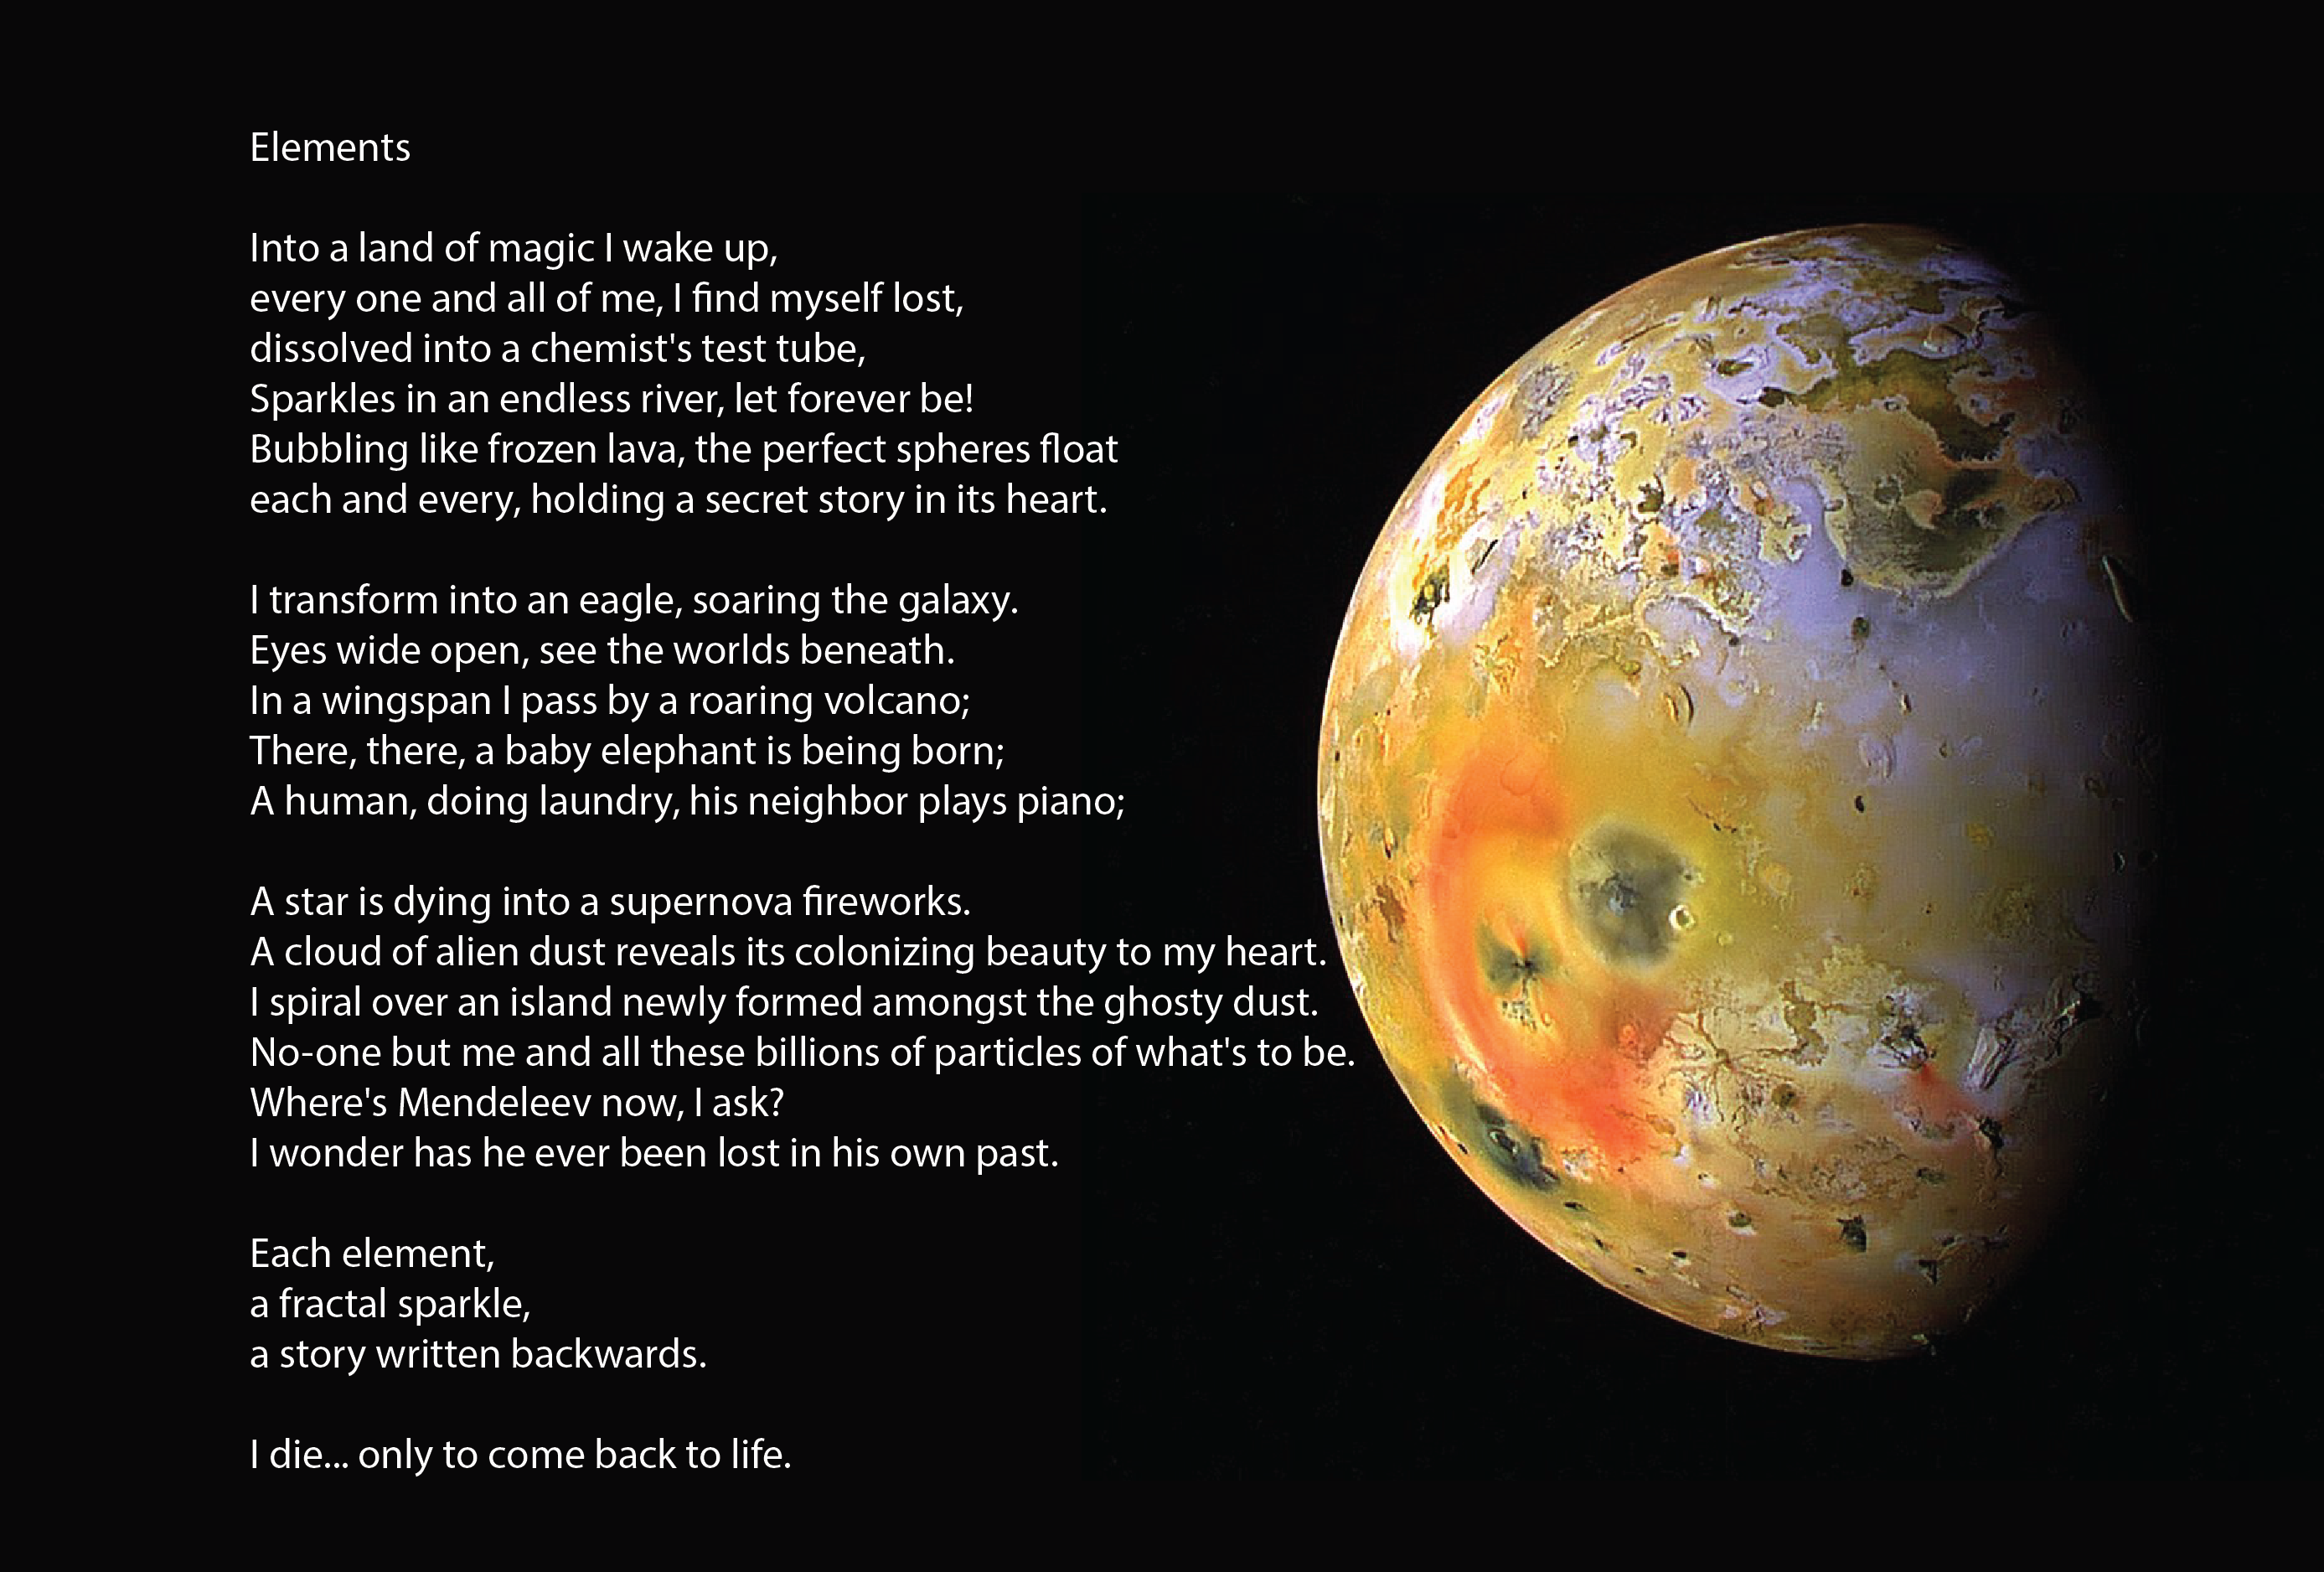 Elements
Into a land of magic I wake up,
every one and all of me, I find myself lost,
dissolved into a chemist's test tube,
Sparkles in an endless river, let forever be!
Bubbling like frozen lava, the perfect spheres float
each and every, holding a secret story in its heart.
I transform into an eagle, soaring the galaxy.
Eyes wide open, see the worlds beneath.
In a wingspan I pass by a roaring volcano;
There, there, a baby elephant is being born;
A human, doing laundry, his neighbor plays piano;
A star is dying into a supernova fireworks.
A cloud of alien dust reveals its colonizing beauty to my heart.
I spiral over an island newly formed amongst the ghosty dust.
No-one but me and all these billions of particles of what's to be.
Where's Mendeleev now, I ask?
I wonder has he ever been lost in his own past.
Each element,
a fractal sparkle,
a story written backwards.
I die... only to come back to life.